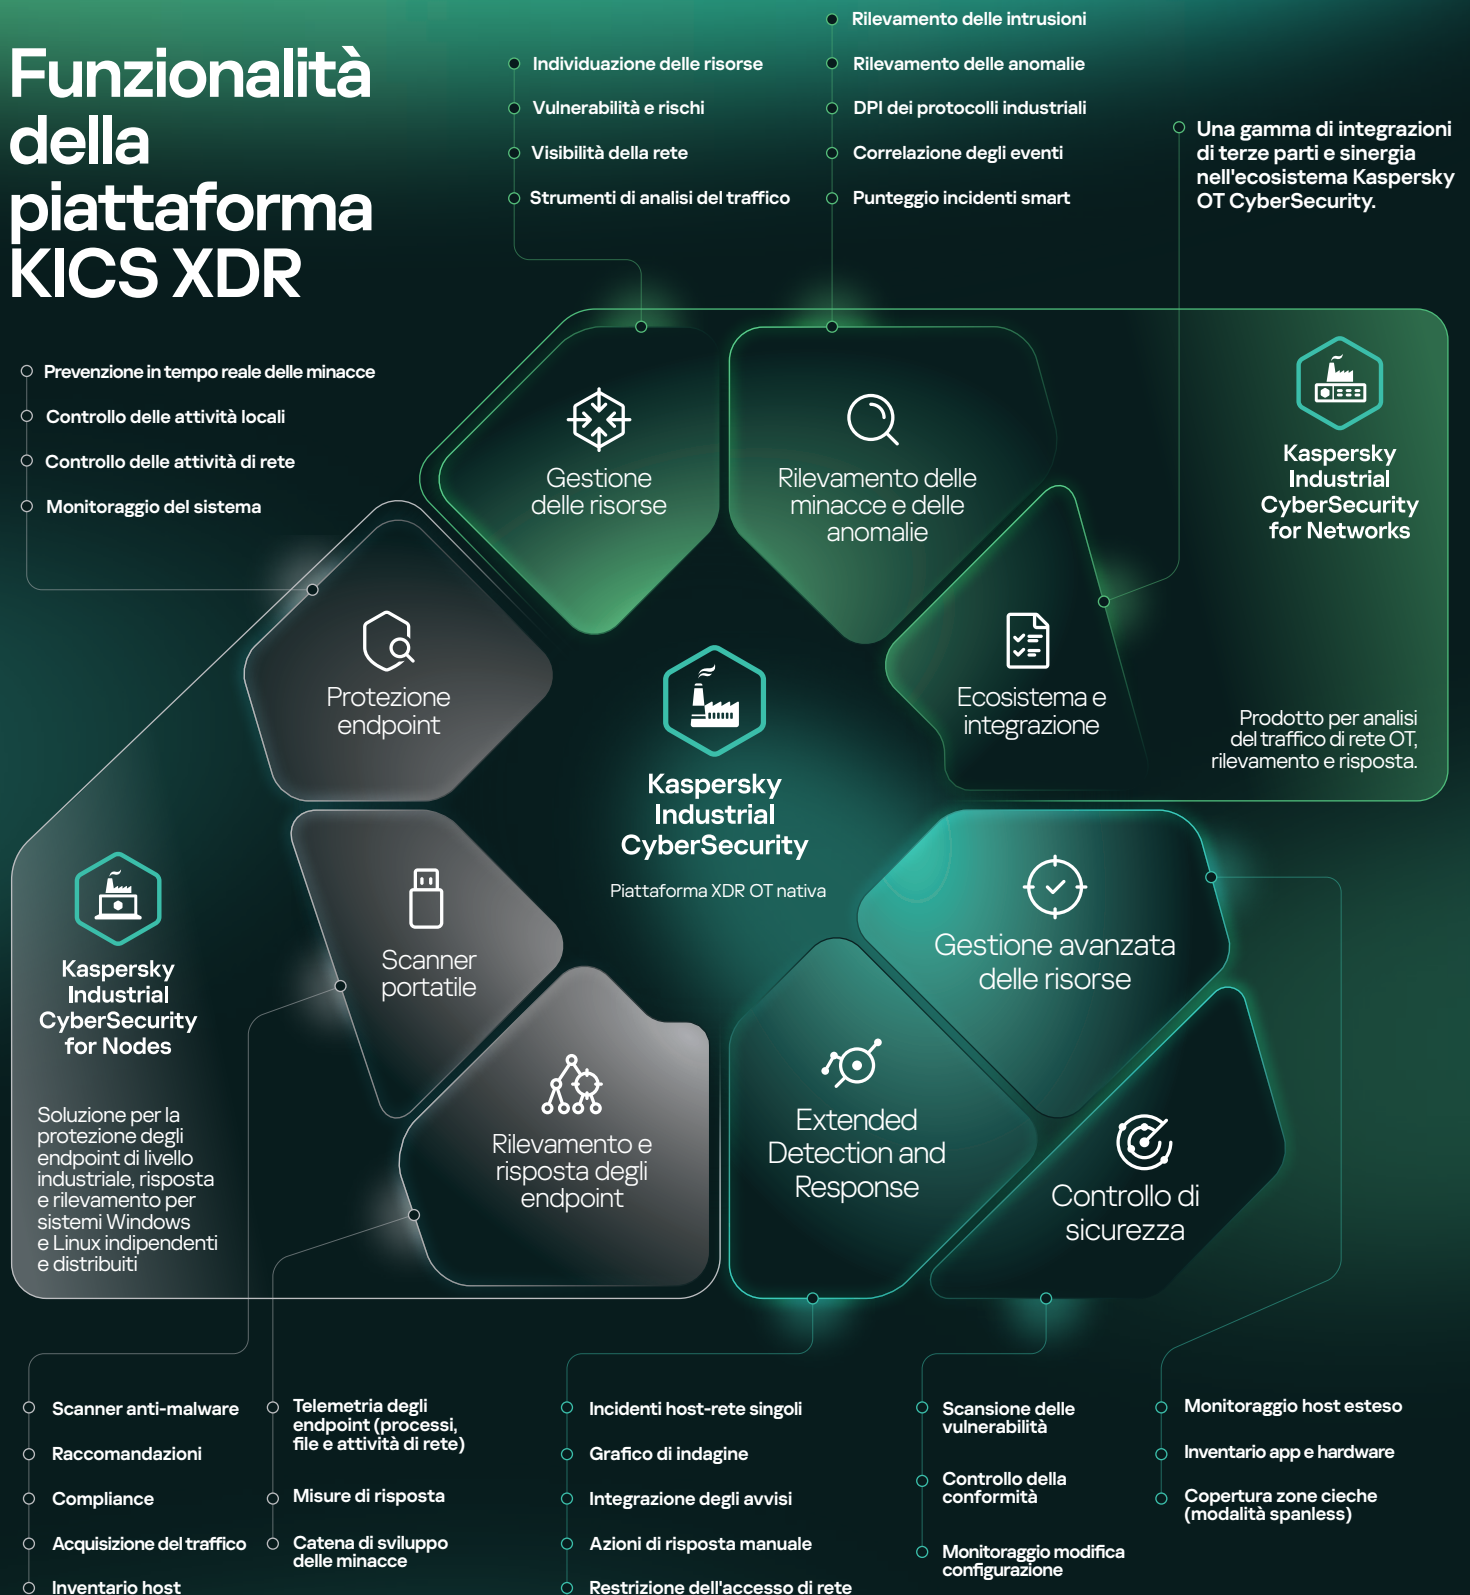 Funzionalità
della
piattaforma
KICS XDR
Individuazione delle risorse
Vulnerabilità e rischi
Visibilità della rete
Strumenti di analisi del traffico
Rilevamento delle intrusioni
Rilevamento delle anomalie
DPI dei protocolli industriali
Correlazione degli eventi
Punteggio incidenti smart
Una gamma di integrazioni
di terze parti e sinergia
nell'ecosistema Kaspersky
OT CyberSecurity.
Prevenzione in tempo reale delle minacce
Controllo delle attività locali
Controllo delle attività di rete
Monitoraggio del sistema
Gestione
delle risorse
Rilevamento delle
minacce e delle
anomalie
Kaspersky
Industrial
CyberSecurity
for Networks
Protezione
endpoint
Ecosistema e
integrazione
Prodotto per analisi
del traffico di rete OT,
rilevamento e risposta.
Kaspersky
Industrial
CyberSecurity
Piattaforma XDR OT nativa
Kaspersky
Industrial
CyberSecurity
for Nodes
Soluzione per la
protezione degli
endpoint di livello
industriale, risposta
e rilevamento per
sistemi Windows
e Linux indipendenti
e distribuiti
Scanner
portatile
Gestione avanzata
delle risorse
Rilevamento e
risposta degli
endpoint
Extended
Detection and
Response
Controllo di
sicurezza
Scanner anti-malware
Raccomandazioni
Compliance
Acquisizione del traffico
Inventario host
Telemetria degli
endpoint (processi,
file e attività di rete)
Misure di risposta
Catena di sviluppo
delle minacce
Incidenti host-rete singoli
Grafico di indagine
Integrazione degli avvisi
Azioni di risposta manuale
Restrizione dell'accesso di rete
Scansione delle
vulnerabilità
Controllo della
conformità
Monitoraggio modifica
configurazione
Monitoraggio host esteso
Inventario app e hardware
Copertura zone cieche
(modalità spanless)